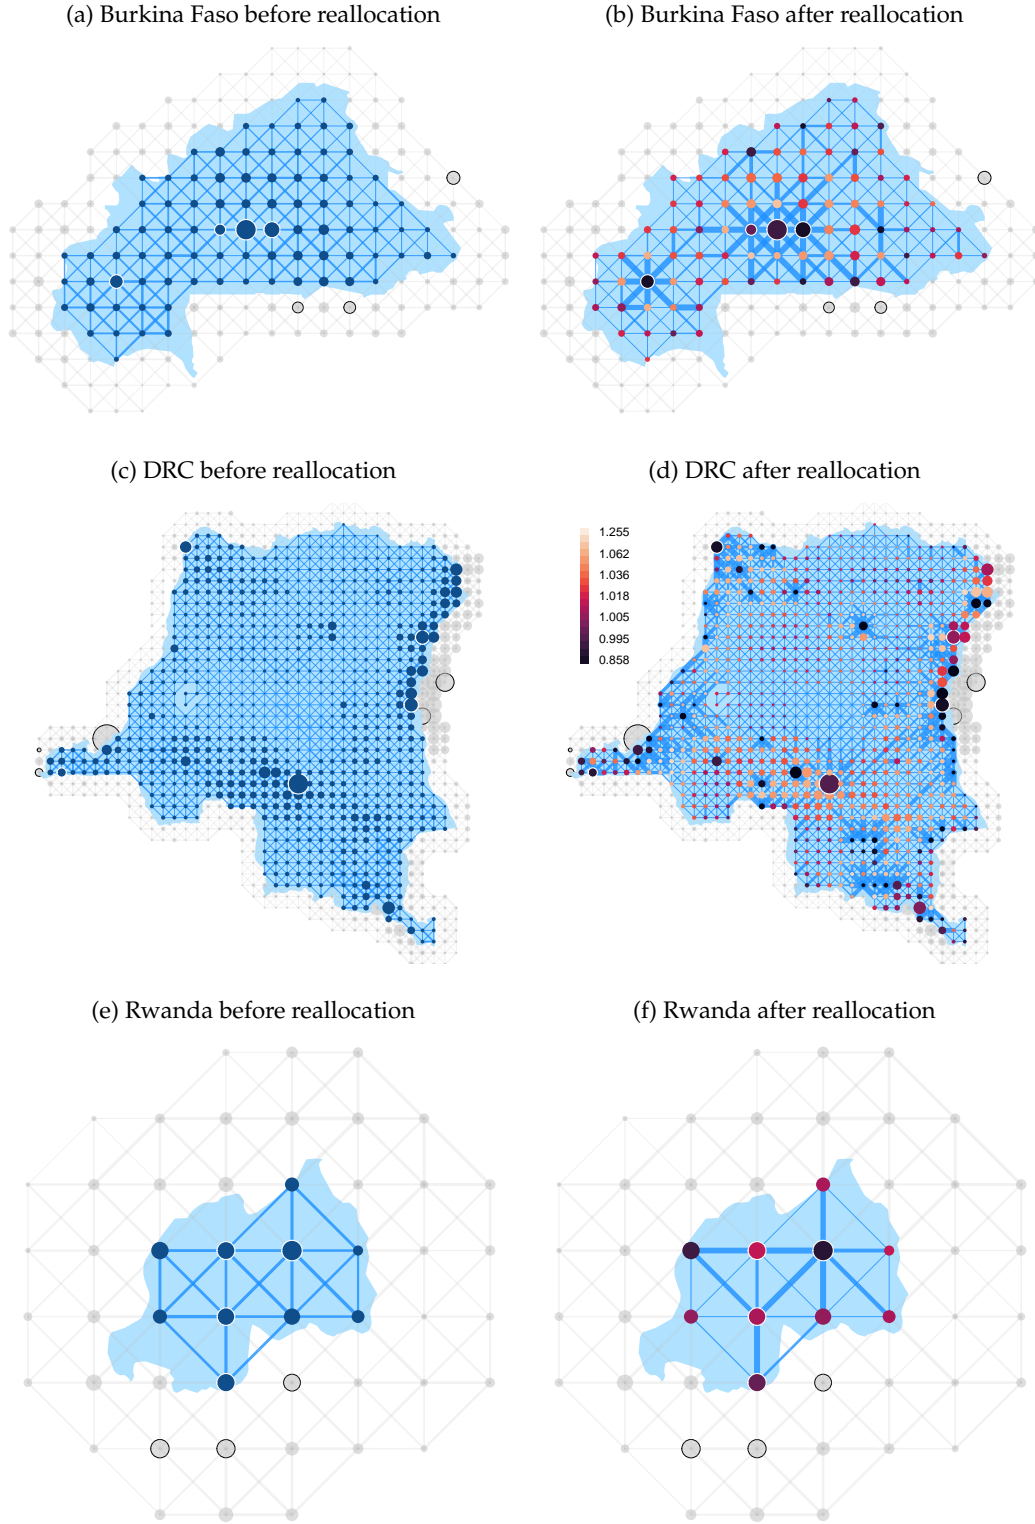 (a) Burkina Faso before reallocation
(b) Burkina Faso after reallocation
(c) DRC before reallocation
(d) DRC after reallocation
1.255
1.062
1.036
1.018
1.005
0.995
0.858
(e) Rwanda before reallocation
(f) Rwanda after reallocation